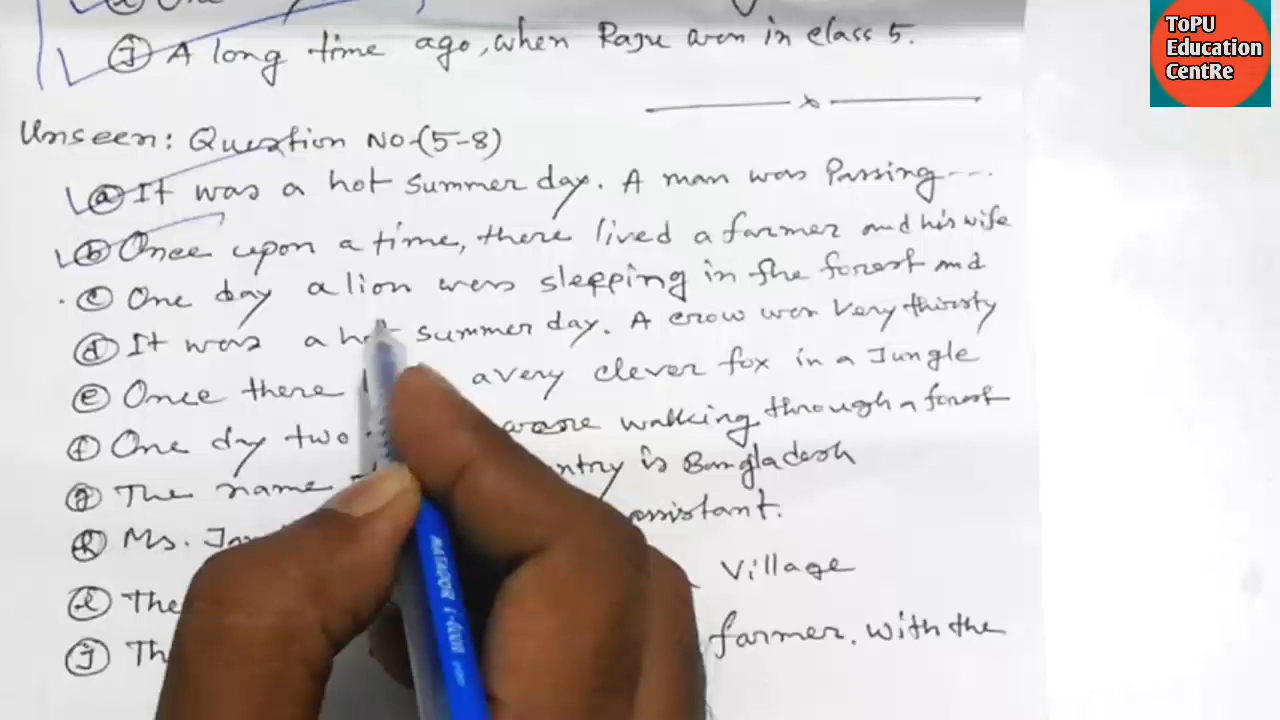 One
ToPU
Education
CentRe
(j) A long time ago, when Raju was in class 5.
x
Unseen: Question No-(5-8)
(a) It was a hot summer day. A man was Passing----
(b) Once upon a time, there lived a farmer and his wife
(c) One day a lion was sleeping in the forest and
(d) It was a hot summer day. A crow was very thirsty
(e) Once there a very clever fox in a Jungle
(f) One day two were walking through a forest
(g) The name is Bangladesh
(h) Ms. assistant.
(i) The Village
(j) farmer. with the
MATADOR i-